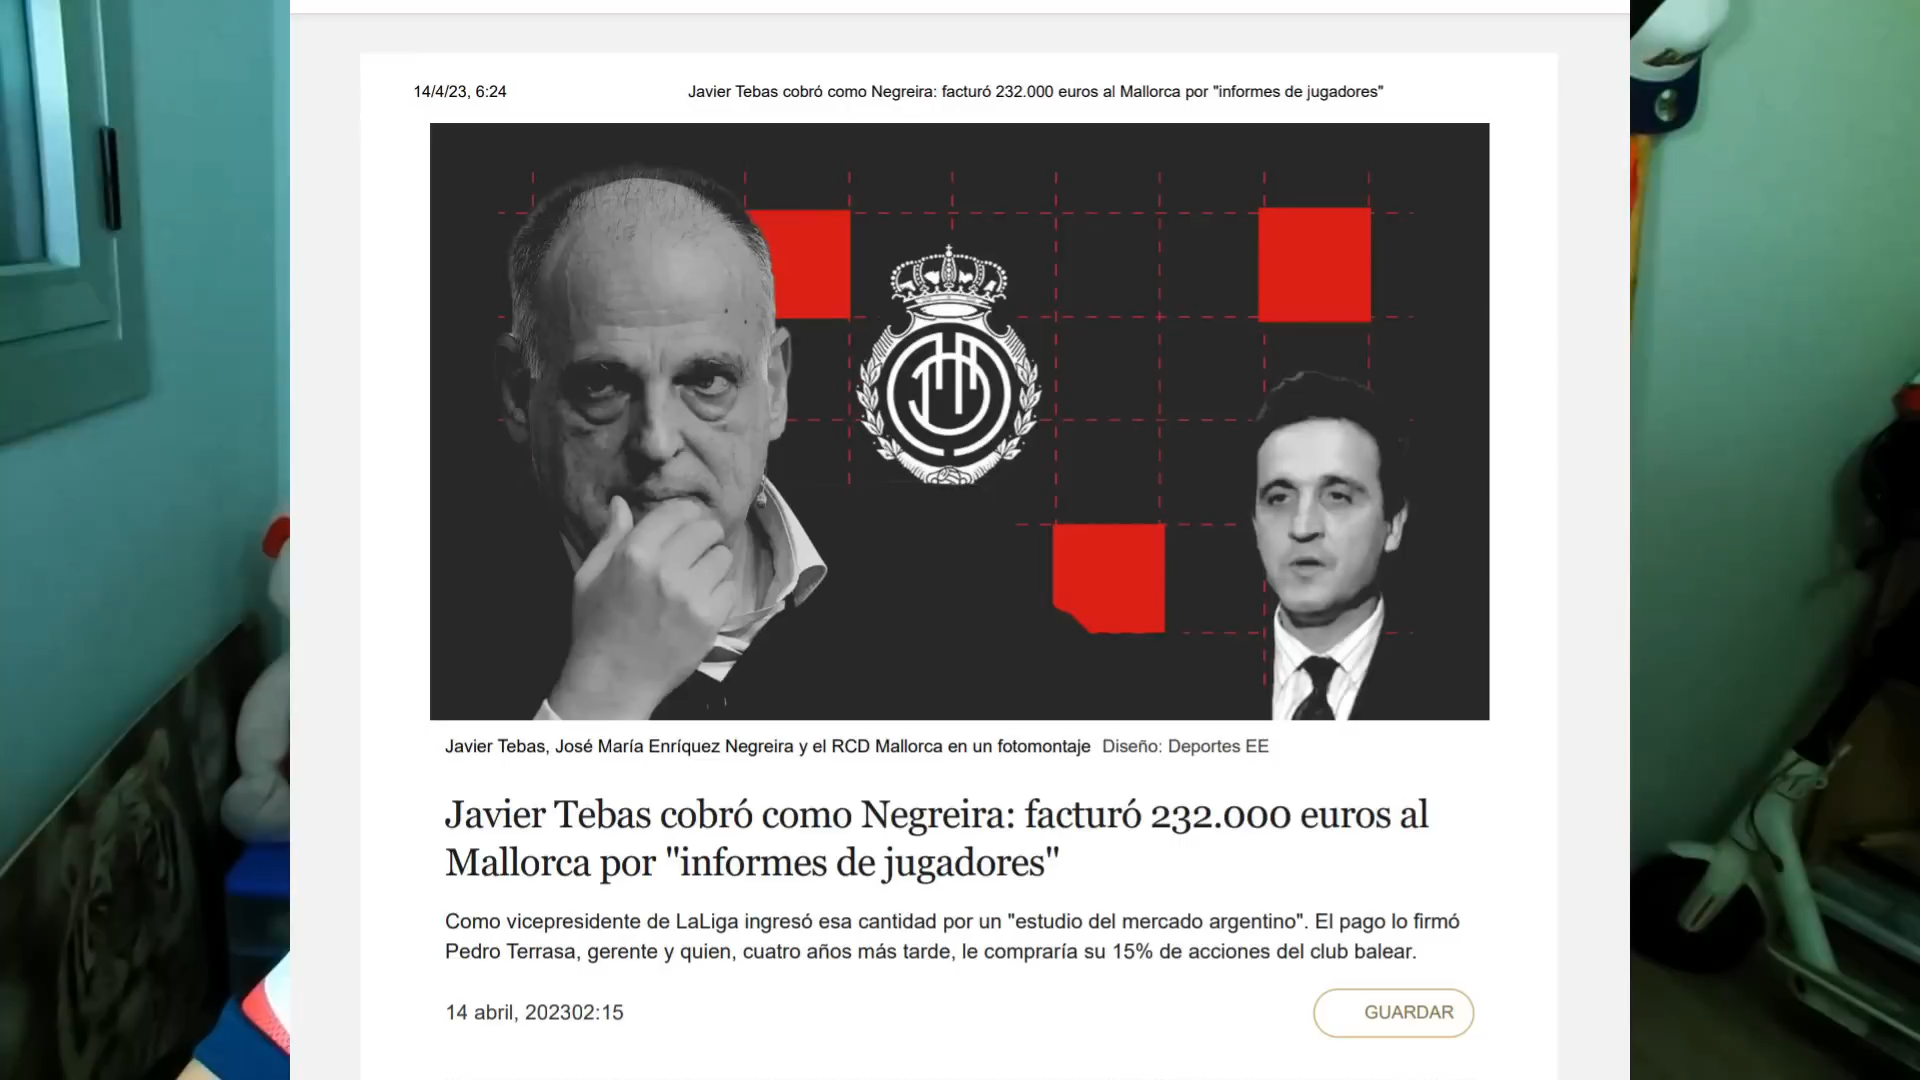 14/4/23, 6:24
Javier Tebas cobró como Negreira: facturó 232.000 euros al Mallorca por "informes de jugadores"
Javier Tebas, José María Enríquez Negreira y el RCD Mallorca en un fotomontaje Diseño: Deportes EE
Javier Tebas cobró como Negreira: facturó 232.000 euros al
Mallorca por "informes de jugadores"
Como vicepresidente de LaLiga ingresó esa cantidad por un "estudio del mercado argentino". El pago lo firmó
Pedro Terrasa, gerente y quien, cuatro años más tarde, le compraría su 15% de acciones del club balear.
14 abril, 202302:15
GUARDAR